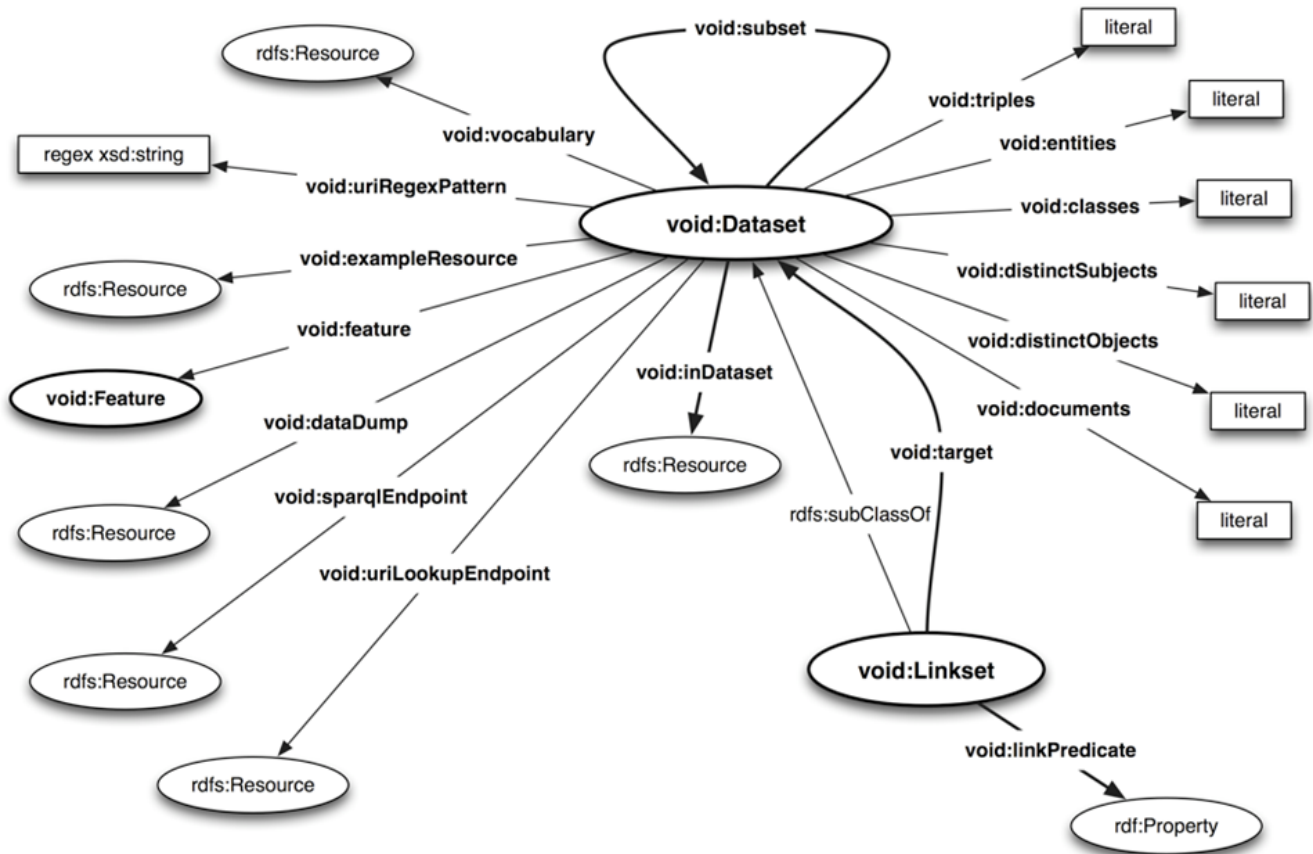 void:subset
literal
rdfs:Resource
void:triples
literal
void:vocabulary
void:entities
regex xsd:string
void:uriRegexPattern
void:classes
literal
void:Dataset
void:exampleResource
void:distinctSubjects
rdfs:Resource
literal
void:feature
void:distinctObjects
void:inDataset
void:Feature
void:documents
literal
void:dataDump
void:target
rdfs:Resource
void:sparqlEndpoint
rdfs:subClassOf
literal
rdfs:Resource
void:uriLookupEndpoint
void:Linkset
rdfs:Resource
void:linkPredicate
rdfs:Resource
rdf:Property